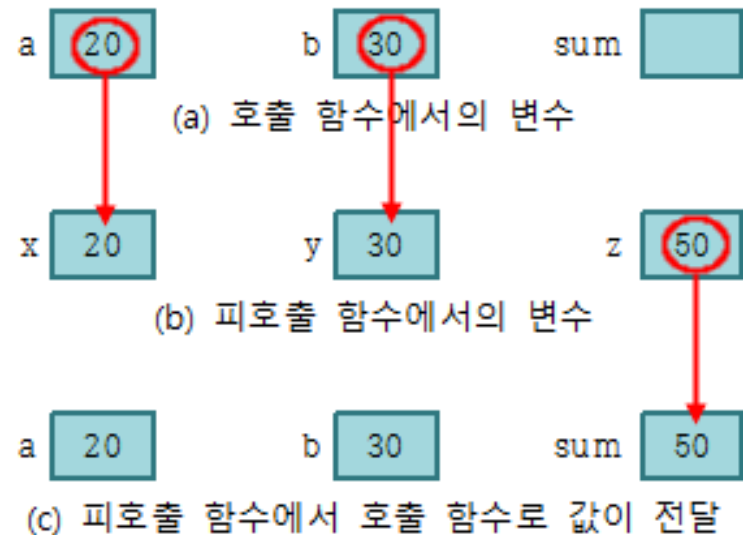 a 20 b 30 sum
(a) 호출 함수에서의 변수
x 20 y 30 z 50
(b) 피호출 함수에서의 변수
a 20 b 30 sum 50
(c) 피호출 함수에서 호출 함수로 값이 전달